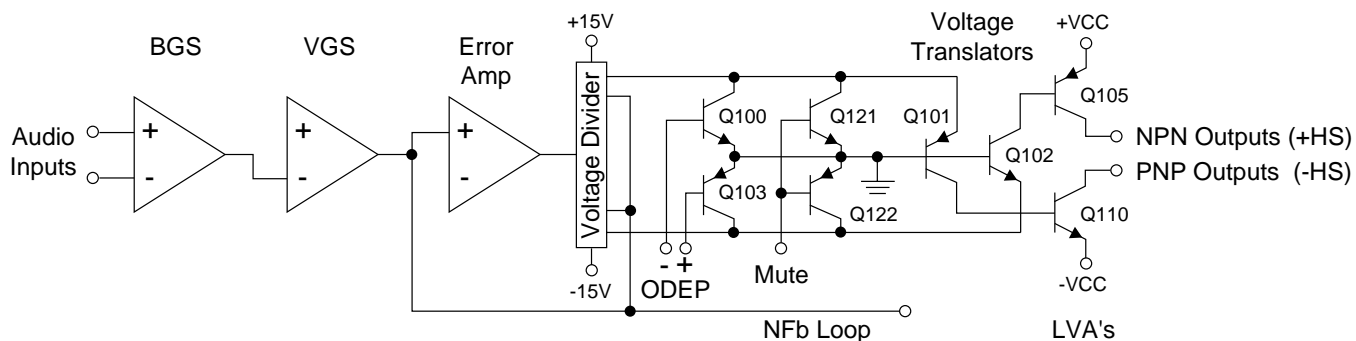 BGS
VGS
Error
Amp
+15V
Voltage
Translators
+VCC
Audio
Inputs
+
-
+
-
+
-
Voltage Divider
Q100
Q121
Q101
Q105
Q102
NPN Outputs (+HS)
PNP Outputs (-HS)
Q103
Q122
Q110
-15V
- +
ODEP
Mute
-VCC
NFb Loop
LVA's